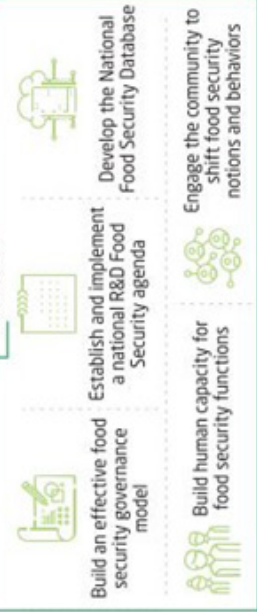 Build an effective food
security governance
model
Establish and implement
a national R&D Food
Security agenda
Develop the National
Food Security Database
Build human capacity for
food security functions
Engage the community to
shift food security
notions and behaviors